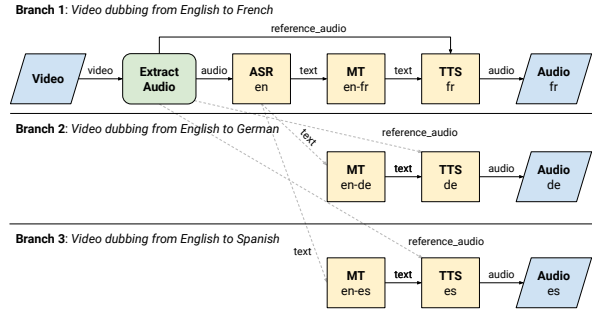 Branch 1: Video dubbing from English to French
reference_audio
Video
video
Extract
Audio
audio
ASR
en
text
MT
en-fr
text
TTS
fr
audio
Audio
fr
Branch 2: Video dubbing from English to German
reference_audio
text
MT
en-de
text
TTS
de
audio
Audio
de
Branch 3: Video dubbing from English to Spanish
reference_audio
text
MT
en-es
text
TTS
es
audio
Audio
es